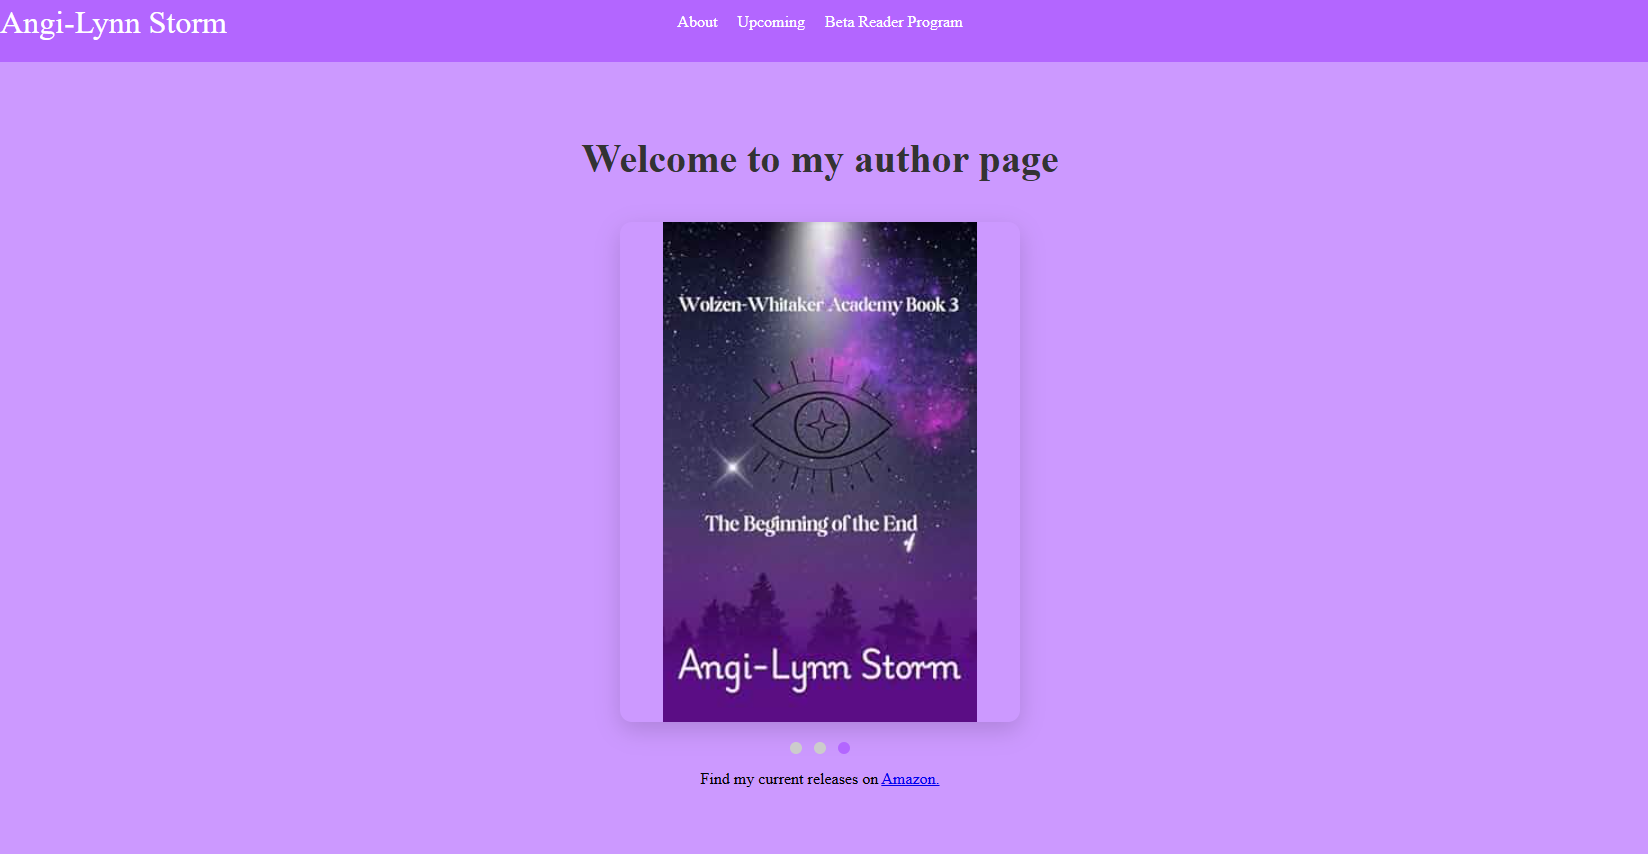 Angi-Lynn Storm
About Upcoming Beta Reader Program
Welcome to my author page
Wolzen-Whitaker Academy Book 3
The Beginning of the End
Angi-Lynn Storm
Find my current releases on Amazon.